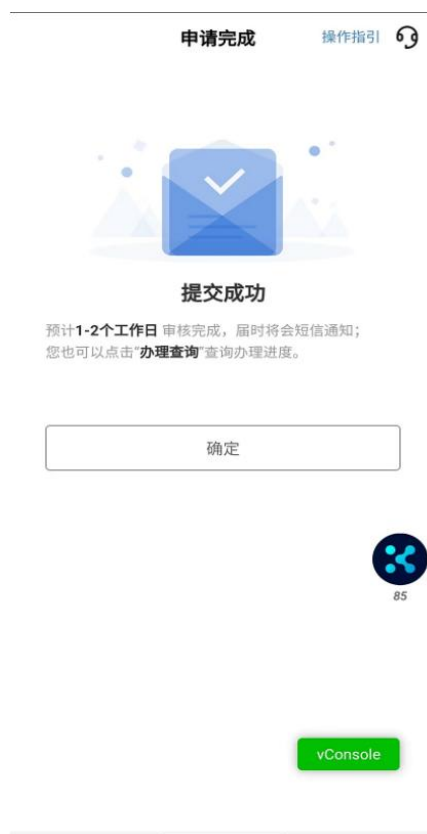 申请完成
操作指引
提交成功
预计1-2个工作日 审核完成，届时将会短信通知；
您也可以点击“办理查询”查询办理进度。
确定
85
vConsole